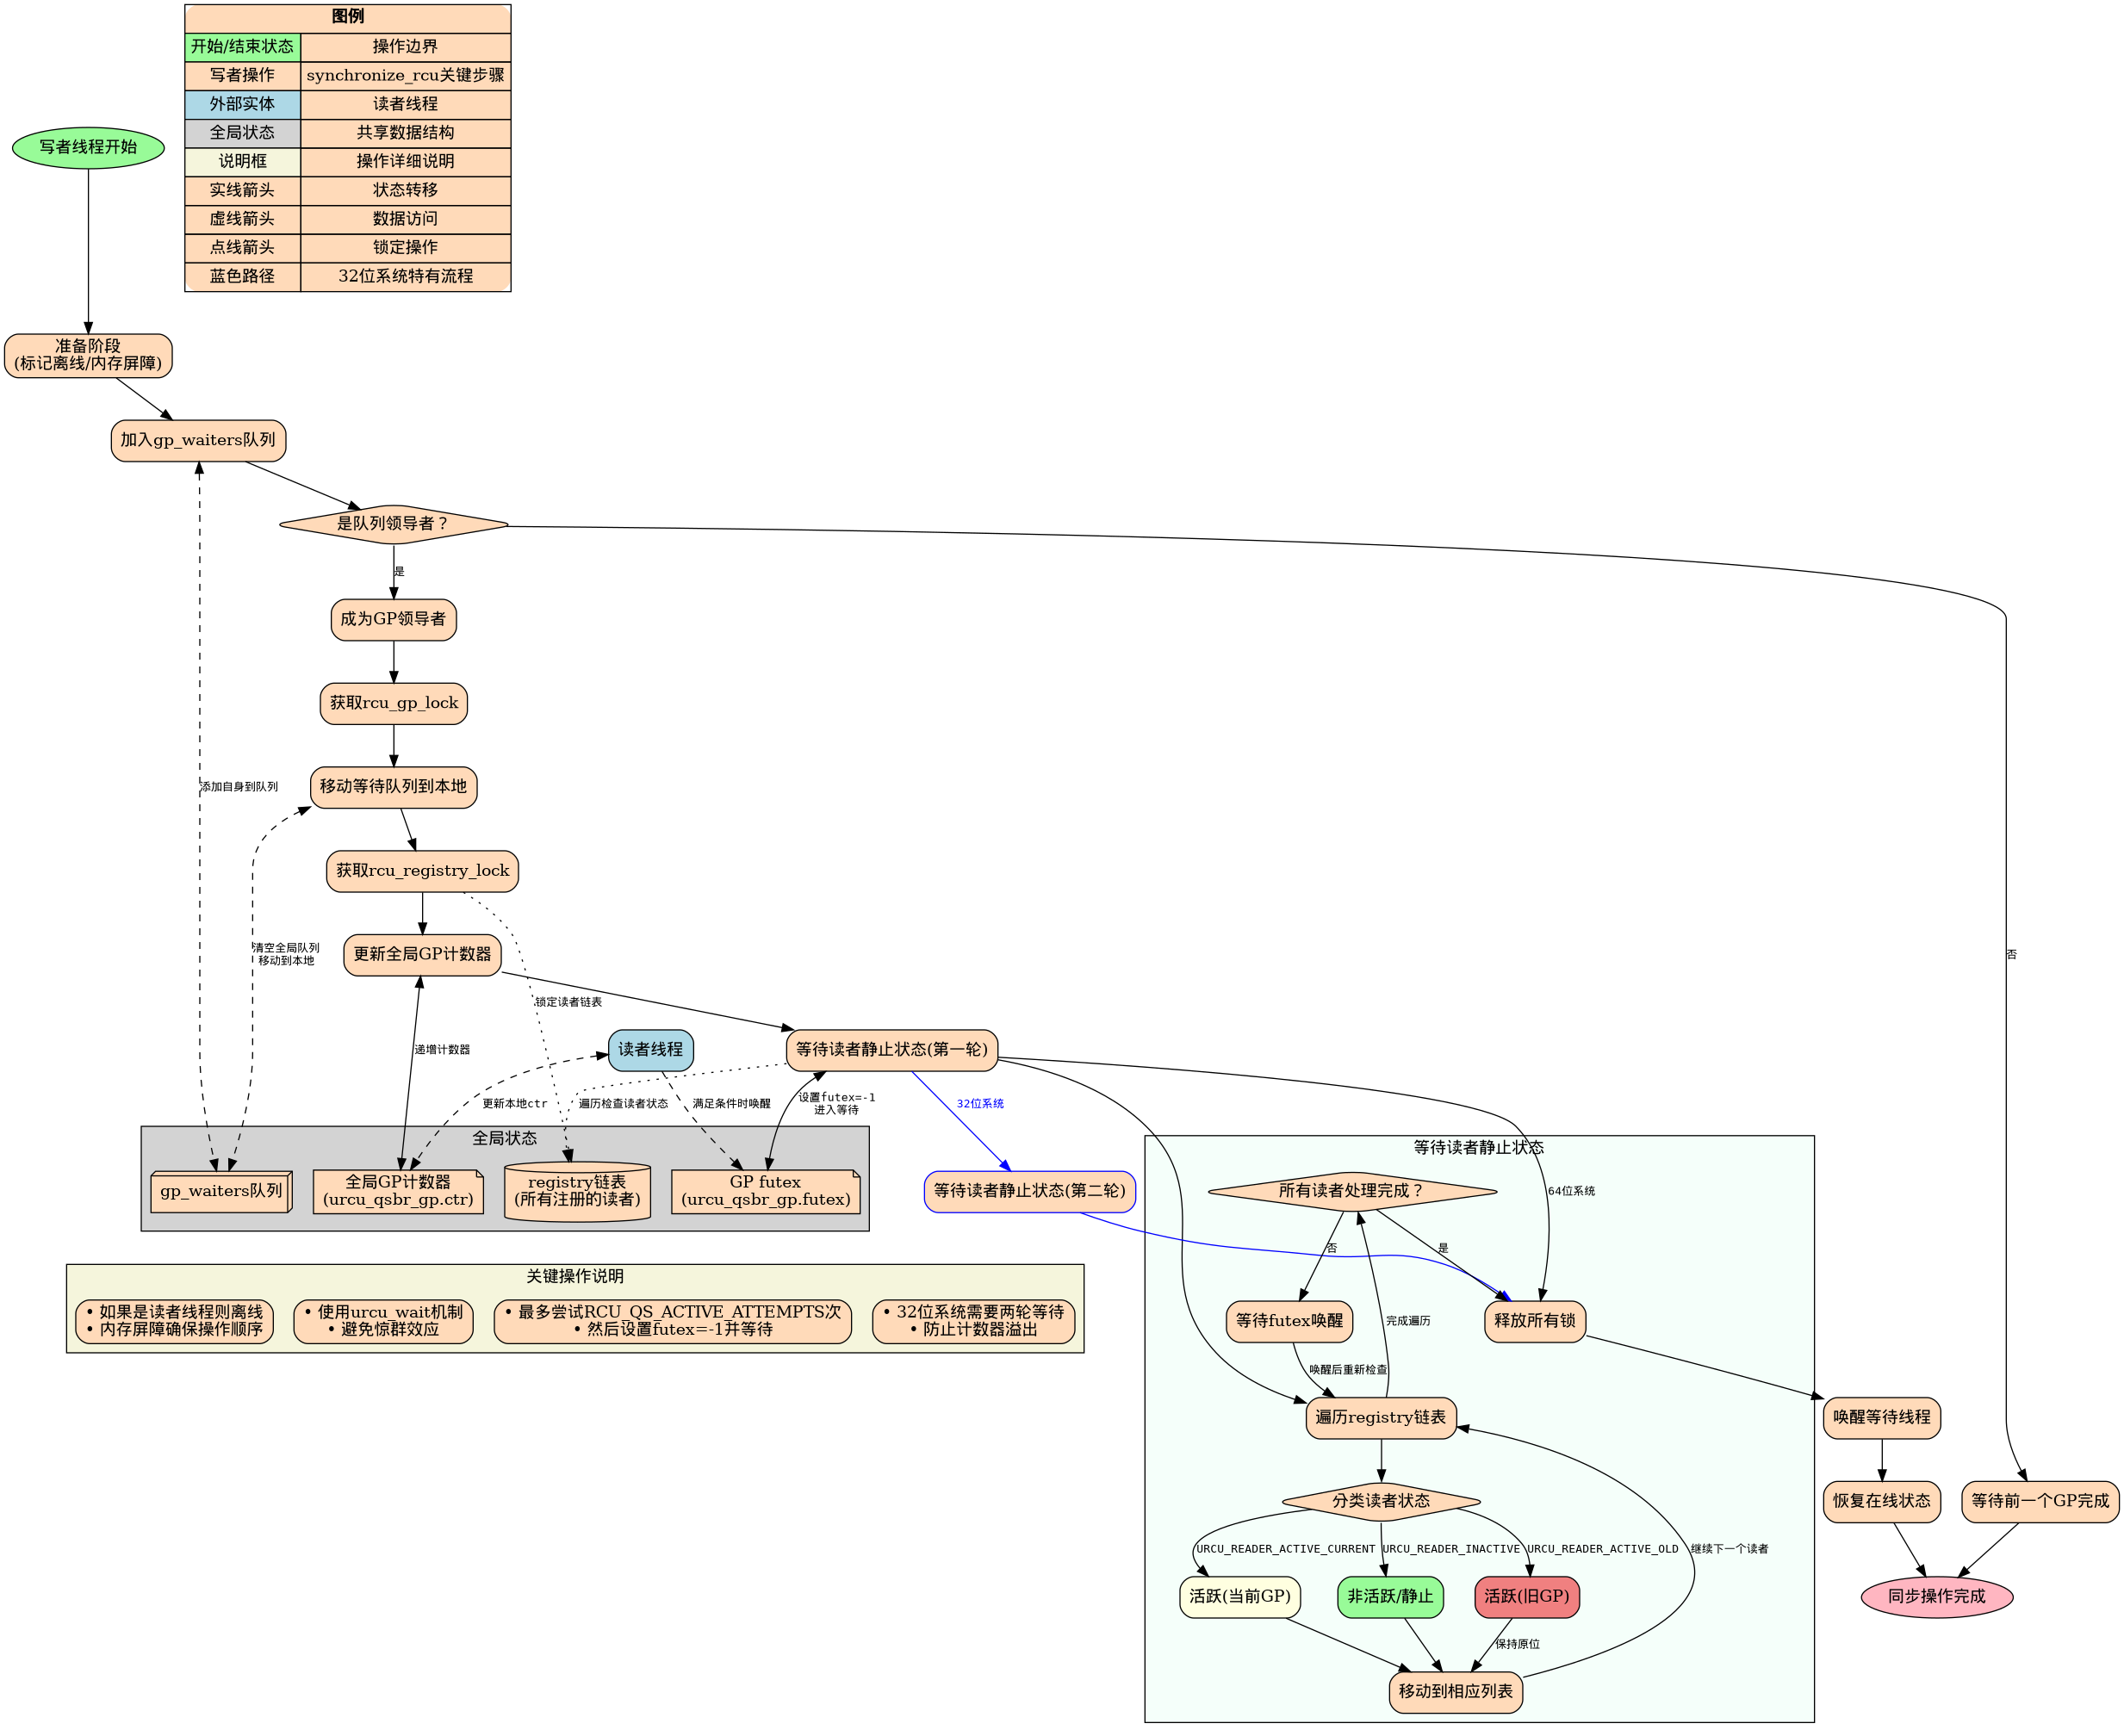 图例
开始/结束状态 操作边界
写者操作 synchronize_rcu关键步骤
外部实体 读者线程
全局状态 共享数据结构
说明框 操作详细说明
实线箭头 状态转移
虚线箭头 数据访问
点线箭头 锁定操作
蓝色路径 32位系统特有流程
写者线程开始
准备阶段
(标记离线/内存屏障)
加入gp_waiters队列
是队列领导者？
是
成为GP领导者
获取rcu_gp_lock
移动等待队列到本地
添加自身到队列
获取rcu_registry_lock
更新全局GP计数器
清空全局队列
移动到本地
否
锁定读者链表
递增计数器
读者线程
等待读者静止状态(第一轮)
更新本地ctr
遍历检查读者状态
满足条件时唤醒
设置futex=-1
进入等待
32位系统
全局状态
gp_waiters队列
全局GP计数器
(urcu_qsbr_gp.ctr)
registry链表
(所有注册的读者)
GP futex
(urcu_qsbr_gp.futex)
等待读者静止状态(第二轮)
等待读者静止状态
所有读者处理完成？
64位系统
否
是
关键操作说明
• 如果是读者线程则离线
• 内存屏障确保操作顺序
• 使用urcu_wait机制
• 避免惊群效应
• 最多尝试RCU_QS_ACTIVE_ATTEMPTS次
• 然后设置futex=-1并等待
• 32位系统需要两轮等待
• 防止计数器溢出
等待futex唤醒
完成遍历
释放所有锁
唤醒后重新检查
遍历registry链表
唤醒等待线程
分类读者状态
恢复在线状态
等待前一个GP完成
URCU_READER_ACTIVE_CURRENT
URCU_READER_INACTIVE
URCU_READER_ACTIVE_OLD
继续下一个读者
活跃(当前GP)
非活跃/静止
活跃(旧GP)
同步操作完成
保持原位
移动到相应列表